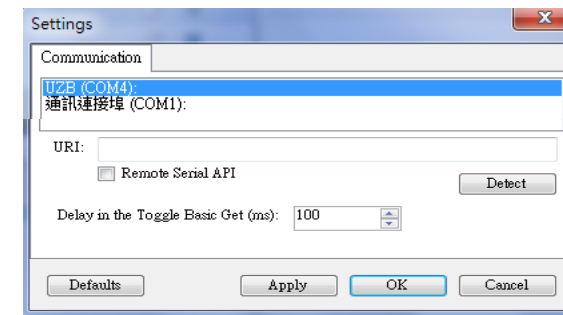 Settings
Communication
UZB (COM4):
通訊連接埠 (COM1):
URI:
Remote Serial API
Detect
Delay in the Toggle Basic Get (ms): 100
Defaults Apply OK Cancel